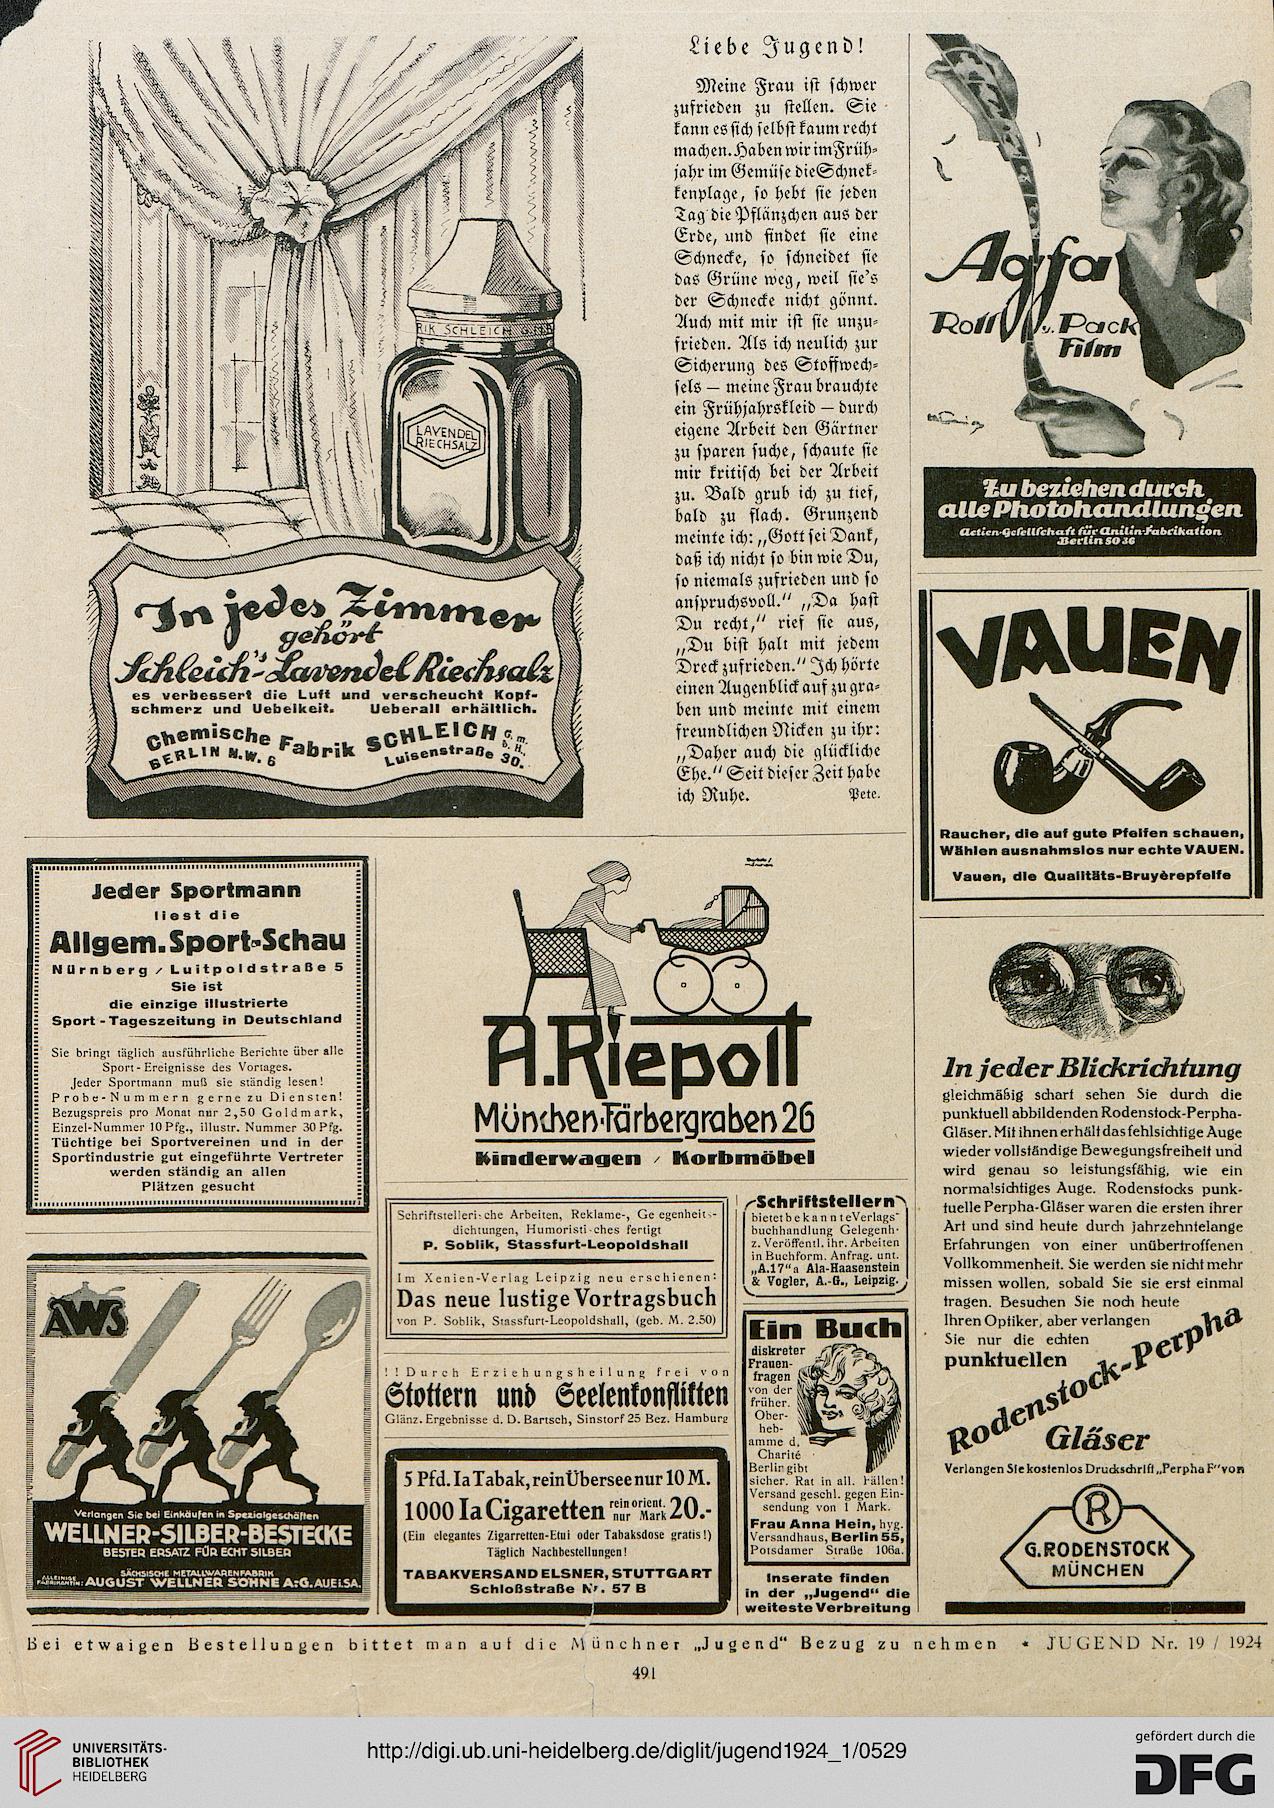 RIK SCHLEICH G.M.B.
LAVENDEL
RIECHSALZ
In jedes Zimmer
gehört
Schleich's Lavendel Riechsalz
es verbessert die Luft und verscheucht Kopf-
schmerz und Uebelkeit. Ueberall erhältlich.
Chemische Fabrik SCHLEICH G.m.b.H.
BERLIN N.W. 6 Luisenstraße 30.
Liebe Jugend!
Meine Frau ist schwer
zufrieden zu stellen. Sie
kann es sich selbst kaum recht
machen. Haben wir im Früh-
jahr im Gemüse die Schnek-
kenplage, so hebt sie jeden
Tag die Pflänzchen aus der
Erde, und findet sie eine
Schnecke, so schneidet sie
das Grüne weg, weil sie's
der Schnecke nicht gönnt.
Auch mit mir ist sie unzu-
frieden. Als ich neulich zur
Sicherung des Stoffwech-
sels — meine Frau brauchte
ein Frühjahrskleid — durch
eigene Arbeit den Gärtner
zu sparen suche, schaute sie
mir kritisch bei der Arbeit
zu. Bald grub ich zu tief,
bald zu flach. Grunzend
meinte ich: „Gott sei Dank,
daß ich nicht so bin wie Du,
so niemals zufrieden und so
anspruchsvoll." „Da hast
Du recht," rief sie aus,
„Du bist halt mit jedem
Dreck zufrieden." Ich hörte
einen Augenblick auf zu gra-
ben und meinte mit einem
freundlichen Nicken zu ihr:
„Daher auch die glückliche
Ehe." Seit dieser Zeit habe
ich Ruhe. Pete.
Agfa
Roll u. Pack
Film
Zu beziehen durch
alle Photohandlungen
Actien-Gesellschaft für Anilin-Fabrikation
Berlin SO 36
VAUEN
Raucher, die auf gute Pfeifen schauen,
Wählen ausnahmslos nur echte VAUEN.
Vauen, die Qualitäts-Bruyèrepfeife
Jeder Sportmann
liest die
Allgem. Sport-Schau
Nürnberg / Luitpoldstraße 5
Sie ist
die einzige illustrierte
Sport-Tageszeitung in Deutschland
Sie bringt täglich ausführliche Berichte über alle
Sport-Ereignisse des Vortages.
Jeder Sportmann muß sie ständig lesen!
Probe-Nummern gerne zu Diensten!
Bezugspreis pro Monat nur 2,50 Goldmark,
Einzel-Nummer 10 Pfg., illustr. Nummer 30 Pfg.
Tüchtige bei Sportvereinen und in der
Sportindustrie gut eingeführte Vertreter
werden ständig an allen
Plätzen gesucht
A. Riepolt
München·Färbergraben 26
Kinderwagen / Korbmöbel
In jeder Blickrichtung
gleichmäßig scharf sehen Sie durch die
punktuell abbildenden Rodenstock-Perpha-
Gläser. Mit ihnen erhält das fehlsichtige Auge
wieder vollständige Bewegungsfreiheit und
wird genau so leistungsfähig, wie ein
normalsichtiges Auge. Rodenstocks punk-
tuelle Perpha-Gläser waren die ersten ihrer
Art und sind heute durch jahrzehntelange
Erfahrungen von einer unübertroffenen
Vollkommenheit. Sie werden sie nicht mehr
missen wollen, sobald Sie sie erst einmal
tragen. Besuchen Sie noch heute
Ihren Optiker, aber verlangen
Sie nur die echten
punktuellen
Rodenstock-Perpha
Gläser
Verlangen Sie kostenlos Druckschrift „Perpha F" von
R
G. RODENSTOCK
MÜNCHEN
AWS
Verlangen Sie bei Einkäufen in Spezialgeschäften
WELLNER-SILBER-BESTECKE
BESTER ERSATZ FÜR ECHT SILBER
SÄCHSISCHE METALLWARENFABRIK
ALLEINIGE
FABRIKANTIN: AUGUST WELLNER SÖHNE A:G. AUE I.SA.
Schriftstellerische Arbeiten, Reklame-, Gelegenheits-
dichtungen, Humoristisches fertigt
P. Soblik, Stassfurt-Leopoldshall
Im Xenien-Verlag Leipzig neu erschienen:
Das neue lustige Vortragsbuch
von P. Soblik, Stassfurt-Leopoldshall, (geb. M. 2.50)
!! Durch Erziehungsheilung frei von
Stottern und Seelenkonflikten
Glänz. Ergebnisse d. D. Bartsch, Sinstorf 25 Bez. Hamburg
5 Pfd. Ia Tabak, rein Übersee nur 10 M.
1000 Ia Cigaretten rein orient. nur Mark 20.-
(Ein elegantes Zigarretten-Etui oder Tabaksdose gratis!)
Täglich Nachbestellungen!
TABAKVERSAND ELSNER, STUTTGART
Schloßstraße Nr. 57 B
Schriftstellern
bietet bekannte Verlags-
buchhandlung Gelegenh.
z. Veröffentl. ihr. Arbeiten
in Buchform. Anfrag. unt.
„A.17" a Ala-Haasenstein
& Vogler, A.-G., Leipzig.
Ein Buch
diskreter
Frauen-
fragen
von der
früher.
Ober-
heb-
amme d.
Charité
Berlin gibt
sicher. Rat in all. Fällen!
Versand geschl. gegen Ein-
sendung von 1 Mark.
Frau Anna Hein, hyg.
Versandhaus, Berlin 55,
Potsdamer Straße 106a.
Inserate finden
in der „Jugend" die
weiteste Verbreitung
Bei etwaigen Bestellungen bittet man auf die Münchner „Jugend" Bezug zu nehmen * JUGEND Nr. 19 / 1924
491
UNIVERSITÄTS-
BIBLIOTHEK
HEIDELBERG
http://digi.ub.uni-heidelberg.de/diglit/jugend1924_1/0529
gefördert durch die
DFG